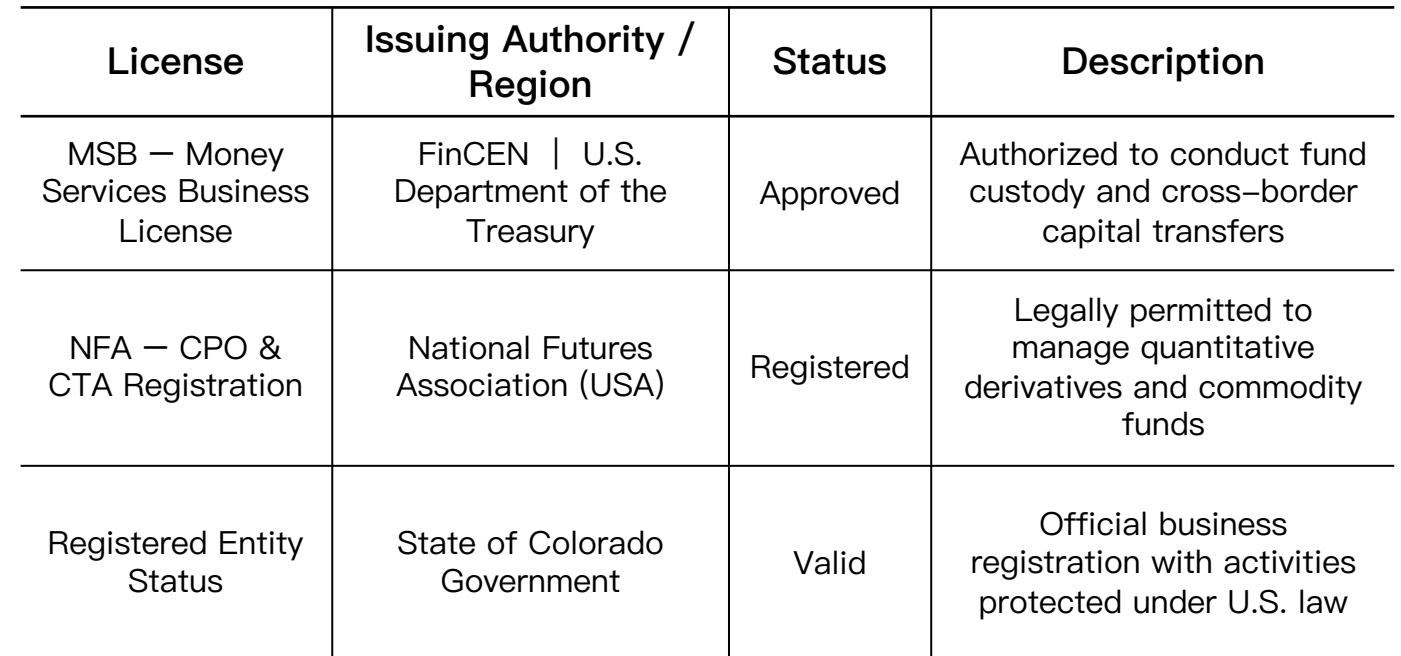 License
Issuing Authority /
Region
Status
Description
MSB — Money
Services Business
License
FinCEN | U.S.
Department of the
Treasury
Approved
Authorized to conduct fund
custody and cross-border
capital transfers
NFA — CPO &
CTA Registration
National Futures
Association (USA)
Registered
Legally permitted to
manage quantitative
derivatives and commodity
funds
Registered Entity
Status
State of Colorado
Government
Valid
Official business
registration with activities
protected under U.S. law